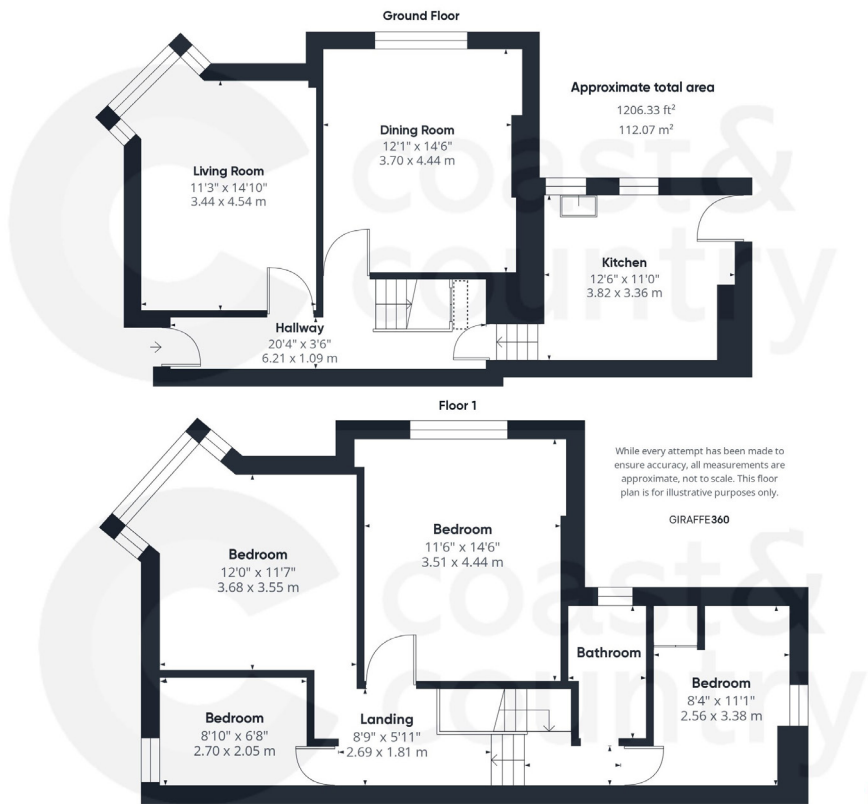 Ground Floor
Approximate total area
1206.33 ft²
112.07 m²
Dining Room
12'1" x 14'6"
3.70 x 4.44 m
Living Room
11'3" x 14'10"
3.44 x 4.54 m
Kitchen
12'6" x 11'0"
3.82 x 3.36 m
Hallway
20'4" x 3'6"
6.21 x 1.09 m
coast &
country
Floor 1
While every attempt has been made to
ensure accuracy, all measurements are
approximate, not to scale. This floor
plan is for illustrative purposes only.
GIRAFFE360
Bedroom
11'6" x 14'6"
3.51 x 4.44 m
Bedroom
12'0" x 11'7"
3.68 x 3.55 m
Bathroom
Bedroom
8'4" x 11'1"
2.56 x 3.38 m
Bedroom
8'10" x 6'8"
2.70 x 2.05 m
Landing
8'9" x 5'11"
2.69 x 1.81 m
coast &
country